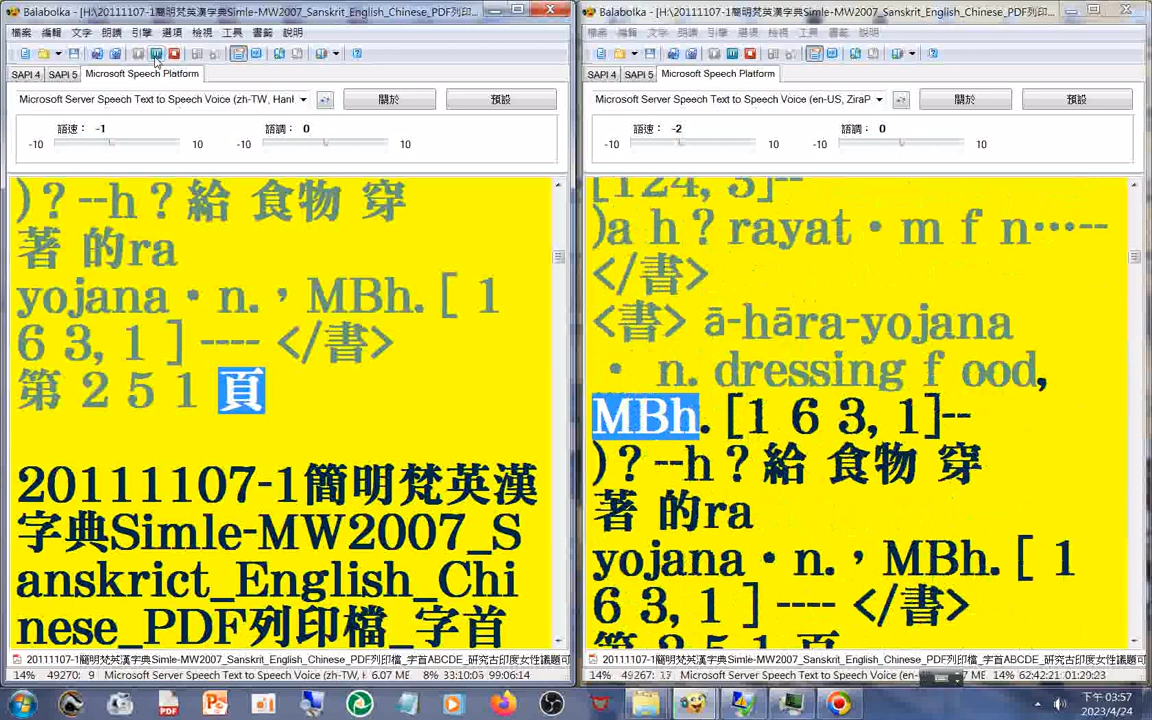 Balabolka - [H:\20111107-1簡明梵英漢字典Simle-MW2007_Sanskrit_English_Chinese_PDF列印...
檔案 編輯 文字 朗讀 引擎 選項 檢視 工具 書籤 說明
SAPI 4 SAPI 5 Microsoft Speech Platform
Microsoft Server Speech Text to Speech Voice (zh-TW, HanH
關於 預設
語速： -1 語調： 0
-10 10 -10 10
)？--h？給 食物 穿
著 的ra
yojana・n.，MBh. [ 1
6 3, 1 ] ---- </書>
第 2 5 1 頁
20111107-1簡明梵英漢
字典Simle-MW2007_S
anskrict_English_Chi
nese_PDF列印檔_字首
20111107-1簡明梵英漢字典Simle-MW2007_Sanskrit_English_Chinese_PDF列印檔_字首ABCDE_研究古印度女性議題可
14% 49270: 9 Microsoft Server Speech Text to Speech Voice (zh-TW, H 6.07 MB 8% 33:10:06 99:06:14
Balabolka - [H:\20111107-1簡明梵英漢字典Simle-MW2007_Sanskrit_English_Chinese_PDF列印...
檔案 編輯 文字 朗讀 引擎 選項 檢視 工具 書籤 說明
SAPI 4 SAPI 5 Microsoft Speech Platform
Microsoft Server Speech Text to Speech Voice (en-US, ZiraP
關於 預設
語速： -2 語調： 0
-10 10 -10 10
[124, 3]--
)a h？rayat・m f n…--
</書>
<書> ā-hāra-yojana
・ n. dressing f ood,
MBh. [1 6 3, 1]--
)？--h？給 食物 穿
著 的ra
yojana・n.，MBh. [ 1
6 3, 1 ] ---- </書>
第 2 5 1 頁
20111107-1簡明梵英漢字典Simle-MW2007_Sanskrit_English_Chinese_PDF列印檔_字首ABCDE_研究古印度女性議題可
14% Microsoft Server Speech Text to Speech Voice (en-U 14% 62:42:21 01:20:23
下午 03:57
2023/4/24